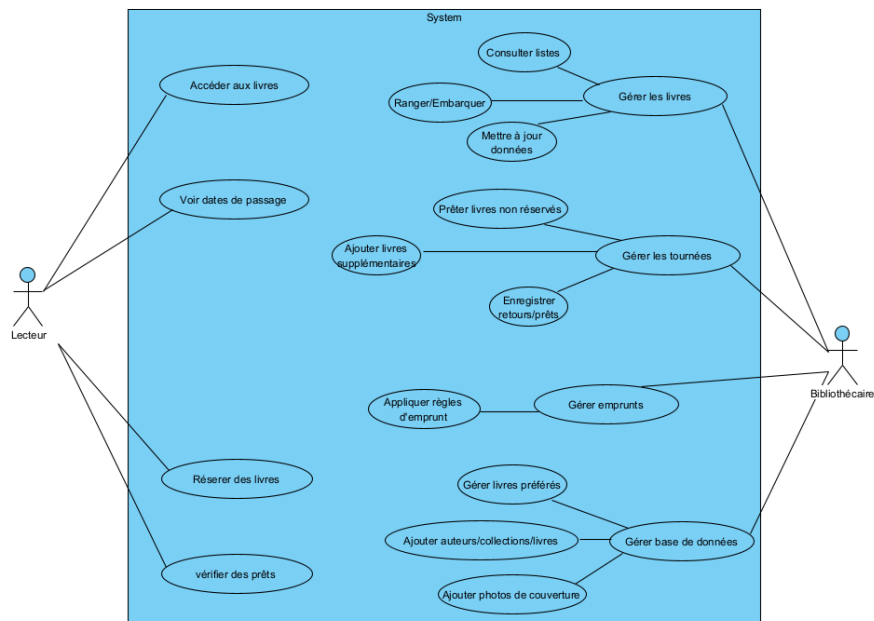 System
Consulter listes
Accéder aux livres
Gérer les livres
Ranger/Embarquer
Mettre à jour
données
Voir dates de passage
Prêter livres non réservés
Ajouter livres
supplémentaires
Gérer les tournées
Enregistrer
retours/prêts
Lecteur
Bibliothécaire
Appliquer règles
d'emprunt
Gérer emprunts
Réserer des livres
Gérer livres préférés
Ajouter auteurs/collections/livres
Gérer base de données
vérifier des prêts
Ajouter photos de couverture